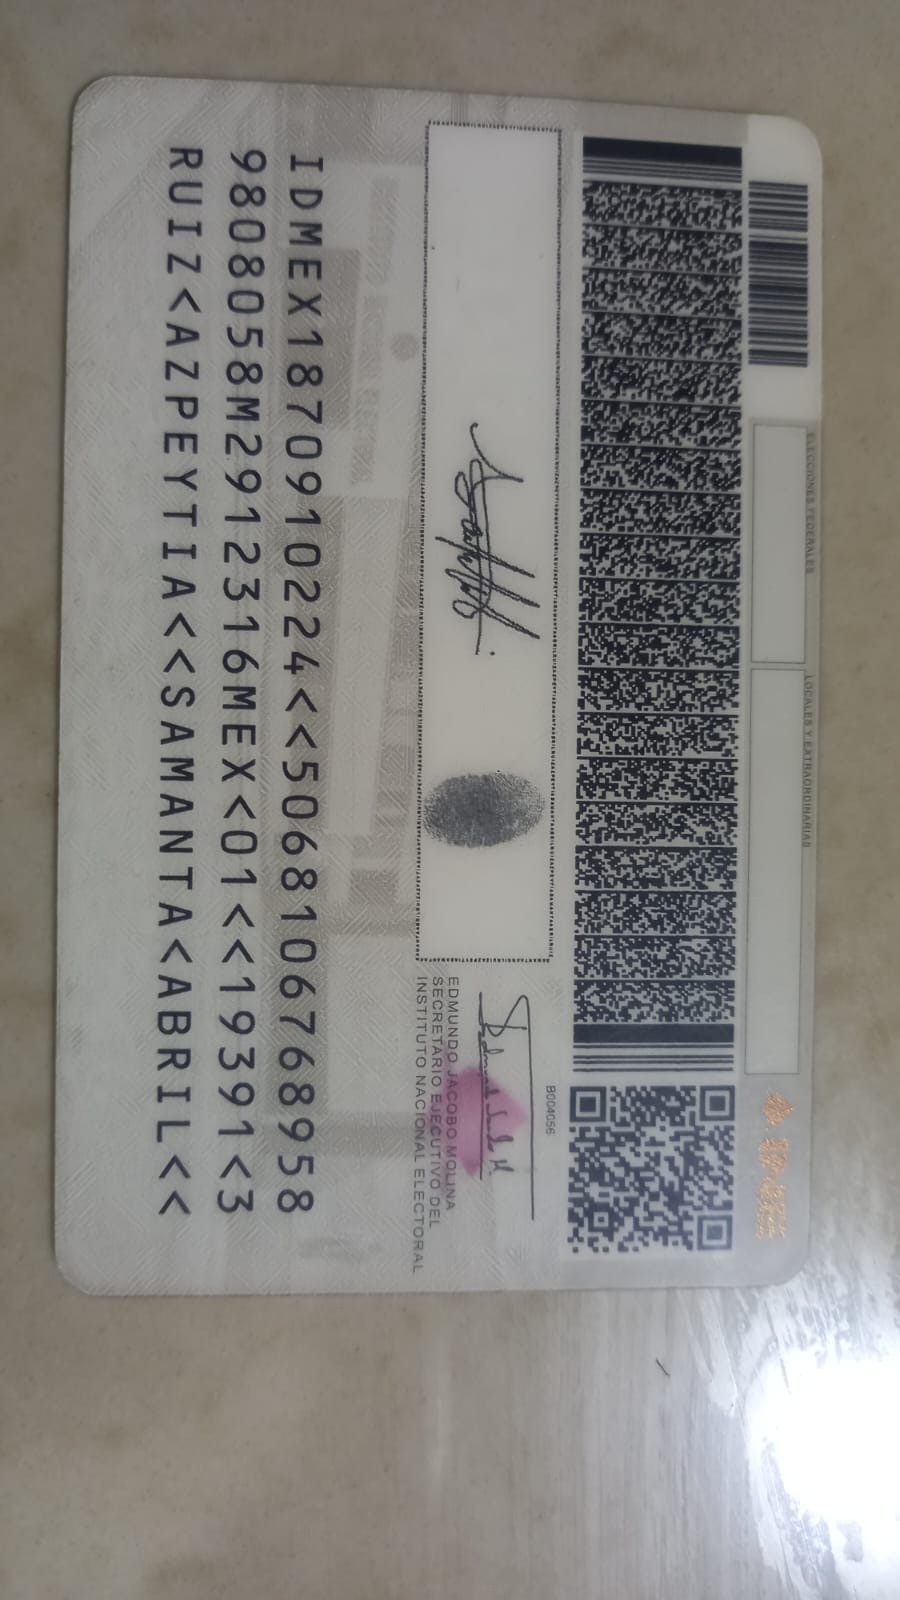 ELECCIONES FEDERALES
LOCALES Y EXTRAORDINARIAS
B004056
EDMUNDO JACOBO MOLINA
SECRETARIO EJECUTIVO DEL
INSTITUTO NACIONAL ELECTORAL
IDMEX1870910224<<5068106768958
9808058M2912316MEX<01<<19391<3
RUIZ<AZPEYTIA<<SAMANTA<ABRIL<<